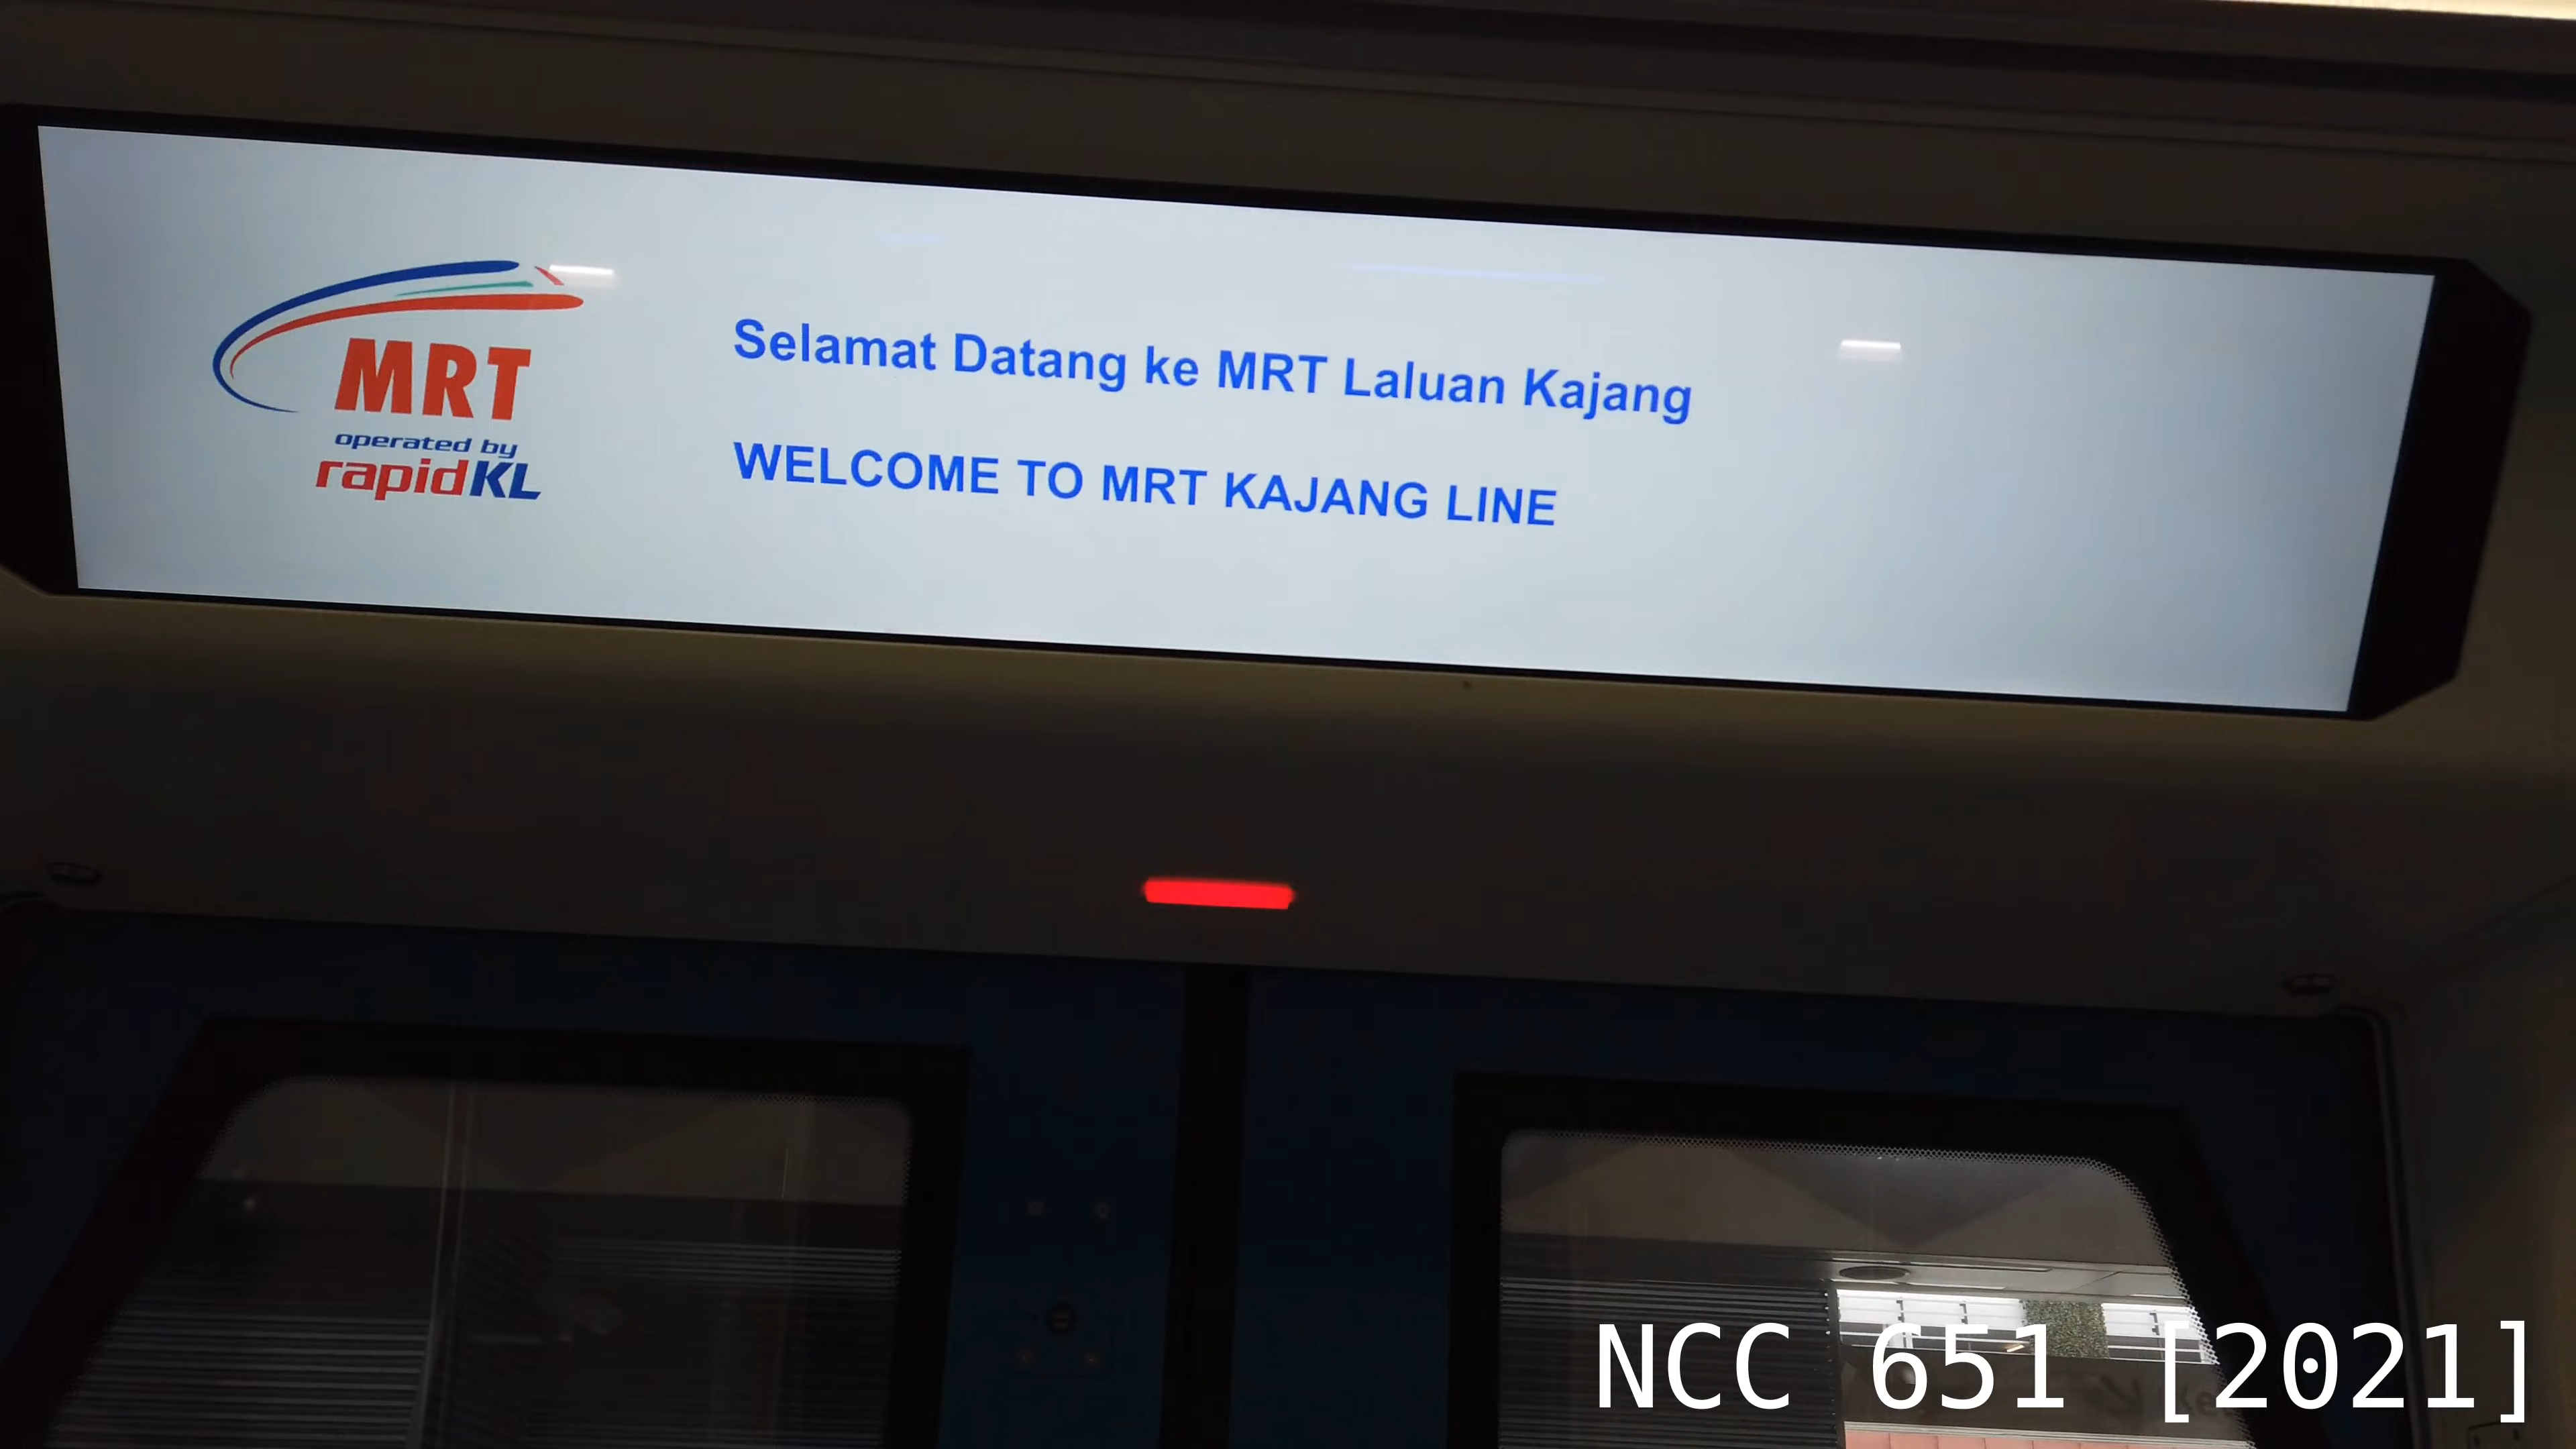 MRT
operated by
rapidKL
Selamat Datang ke MRT Laluan Kajang
WELCOME TO MRT KAJANG LINE
NCC 651 [2021]